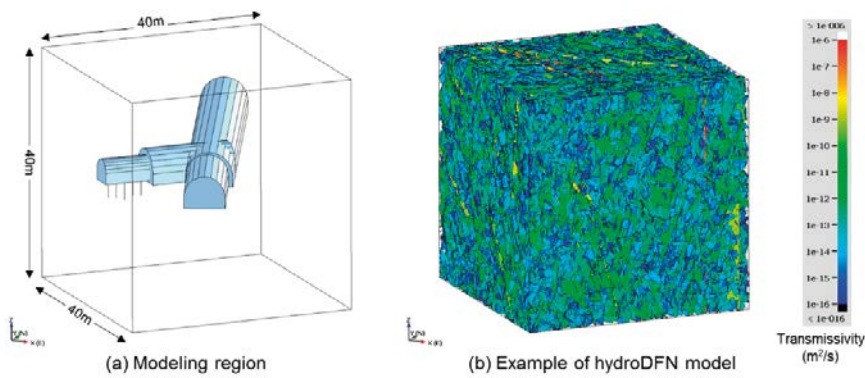 40m
40m
40m
Z
Y (N)
X (E)
(a) Modeling region
X (E)
(b) Example of hydroDFN model
> 1e-006
1e-6
1e-7
1e-8
1e-9
1e-10
1e-11
1e-12
1e-13
1e-14
1e-15
1e-16
< 1e-016
Transmissivity
(m²/s)